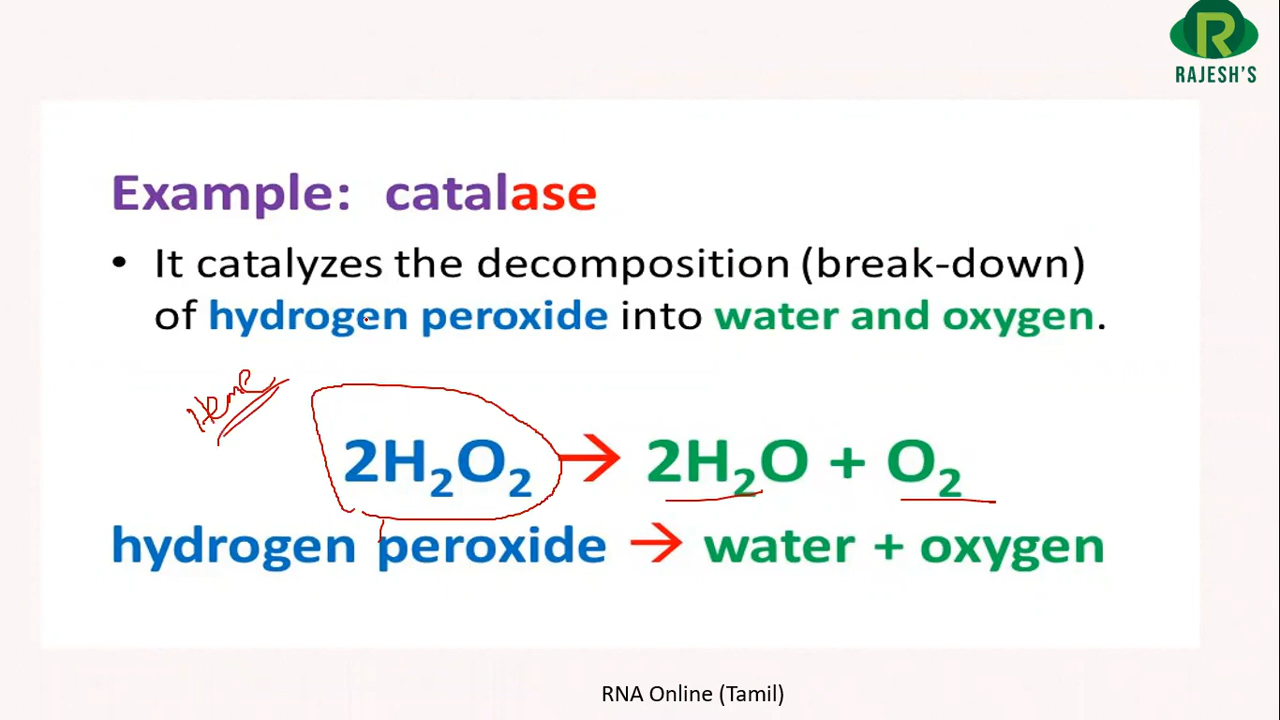 R
RAJESH'S
Example: catalase
• It catalyzes the decomposition (break-down)
of hydrogen peroxide into water and oxygen.
Heme
2H₂O₂ → 2H₂O + O₂
hydrogen peroxide → water + oxygen
RNA Online (Tamil)